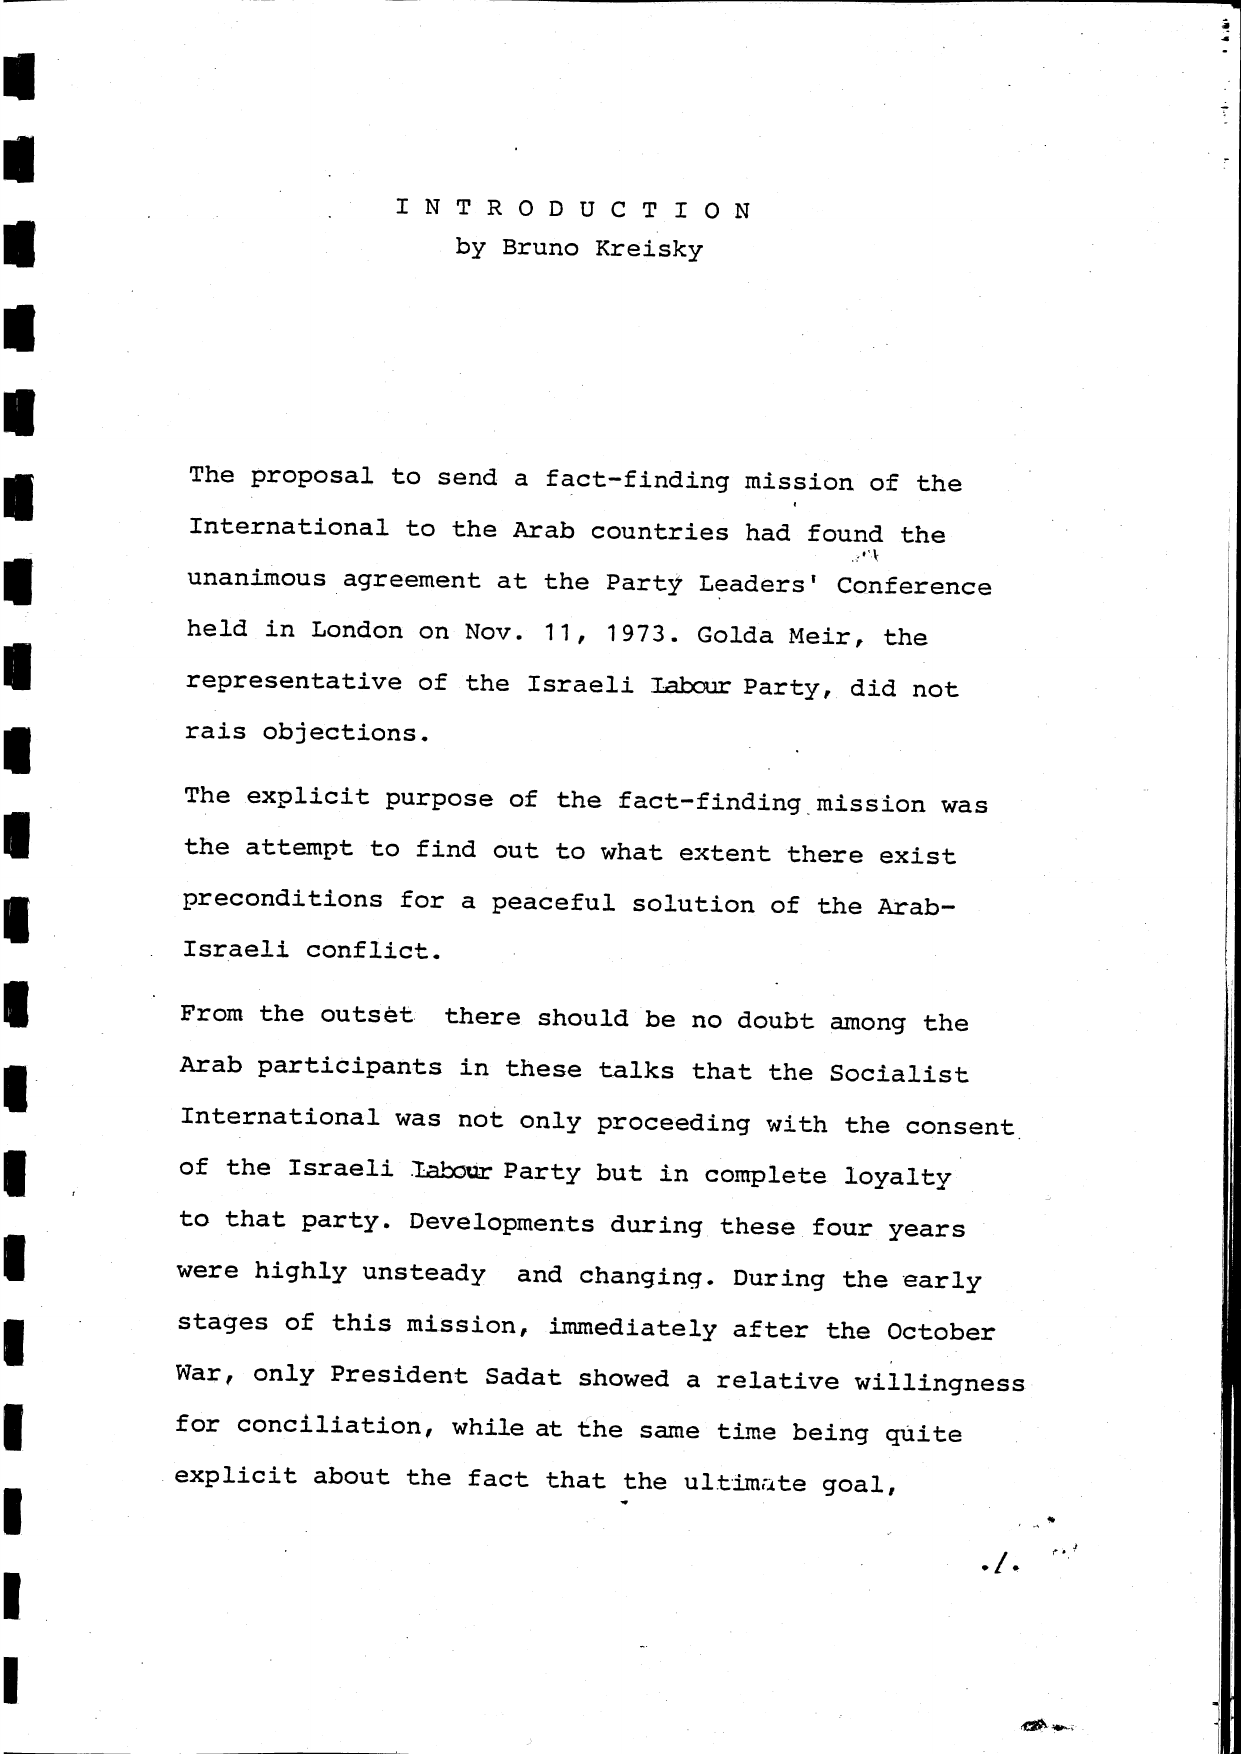 I N T R O D U C T I O N
by Bruno Kreisky
The proposal to send a fact-finding mission of the
International to the Arab countries had found the
unanimous agreement at the Party Leaders' Conference
held in London on Nov. 11, 1973. Golda Meir, the
representative of the Israeli Labour Party, did not
rais objections.
The explicit purpose of the fact-finding mission was
the attempt to find out to what extent there exist
preconditions for a peaceful solution of the Arab-
Israeli conflict.
From the outset there should be no doubt among the
Arab participants in these talks that the Socialist
International was not only proceeding with the consent
of the Israeli Labour Party but in complete loyalty
to that party. Developments during these four years
were highly unsteady and changing. During the early
stages of this mission, immediately after the October
War, only President Sadat showed a relative willingness
for conciliation, while at the same time being quite
explicit about the fact that the ultimate goal,
./.